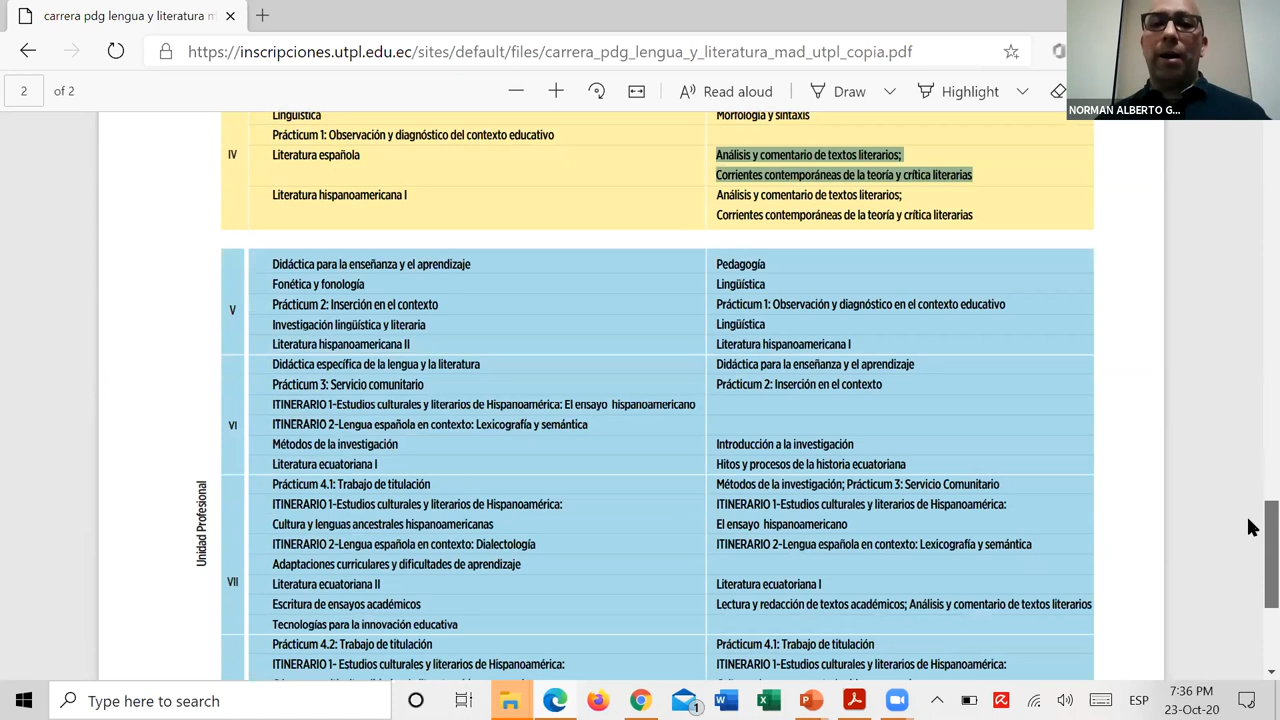 carrera pdg lengua y literatura m
https://inscripciones.utpl.edu.ec/sites/default/files/carrera_pdg_lengua_y_literatura_mad_utpl_copia.pdf
2 of 2
Read aloud
Draw
Highlight
NORMAN ALBERTO G...
Lingüística Morfología y sintaxis
Prácticum 1: Observación y diagnóstico del contexto educativo
IV Literatura española Análisis y comentario de textos literarios;
Corrientes contemporáneas de la teoría y crítica literarias
Literatura hispanoamericana I Análisis y comentario de textos literarios;
Corrientes contemporáneas de la teoría y crítica literarias
Didáctica para la enseñanza y el aprendizaje Pedagogía
Fonética y fonología Lingüística
V Prácticum 2: Inserción en el contexto Prácticum 1: Observación y diagnóstico en el contexto educativo
Investigación lingüística y literaria Lingüística
Literatura hispanoamericana II Literatura hispanoamericana I
Didáctica específica de la lengua y la literatura Didáctica para la enseñanza y el aprendizaje
Prácticum 3: Servicio comunitario Prácticum 2: Inserción en el contexto
ITINERARIO 1-Estudios culturales y literarios de Hispanoamérica: El ensayo hispanoamericano
VI ITINERARIO 2-Lengua española en contexto: Lexicografía y semántica
Métodos de la investigación Introducción a la investigación
Literatura ecuatoriana I Hitos y procesos de la historia ecuatoriana
Prácticum 4.1: Trabajo de titulación Métodos de la investigación; Prácticum 3: Servicio Comunitario
ITINERARIO 1-Estudios culturales y literarios de Hispanoamérica: ITINERARIO 1-Estudios culturales y literarios de Hispanoamérica:
Cultura y lenguas ancestrales hispanoamericanas El ensayo hispanoamericano
ITINERARIO 2-Lengua española en contexto: Dialectología ITINERARIO 2-Lengua española en contexto: Lexicografía y semántica
Adaptaciones curriculares y dificultades de aprendizaje
VII Literatura ecuatoriana II Literatura ecuatoriana I
Escritura de ensayos académicos Lectura y redacción de textos académicos; Análisis y comentario de textos literarios
Tecnologías para la innovación educativa
Prácticum 4.2: Trabajo de titulación Prácticum 4.1: Trabajo de titulación
ITINERARIO 1- Estudios culturales y literarios de Hispanoamérica: ITINERARIO 1-Estudios culturales y literarios de Hispanoamérica:
Unidad Profesional
Type here to search
1
ESP
7:36 PM
23-Oct-20